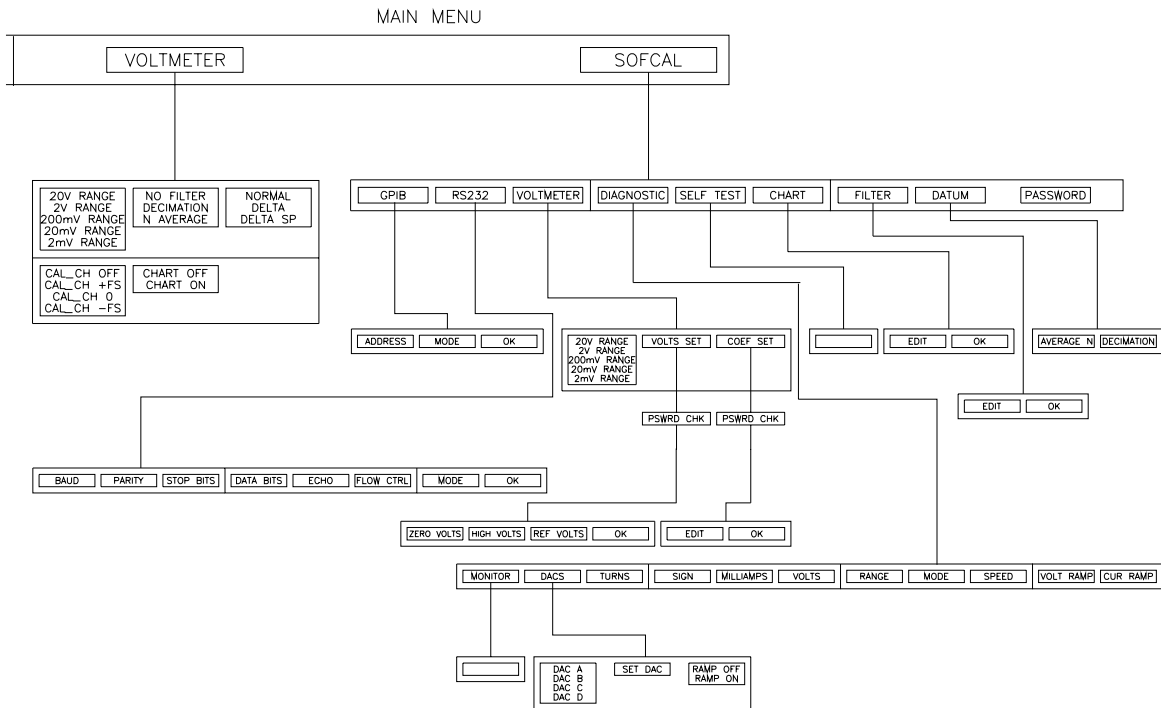 MAIN MENU
VOLTMETER SOFCAL
20V RANGE
2V RANGE
200mV RANGE
20mV RANGE
2mV RANGE
NO FILTER
DECIMATION
N AVERAGE
NORMAL
DELTA
DELTA SP
CAL_CH OFF
CAL_CH +FS
CAL_CH 0
CAL_CH −FS
CHART OFF
CHART ON
GPIB RS232 VOLTMETER DIAGNOSTIC SELF TEST CHART FILTER DATUM PASSWORD
ADDRESS MODE OK
20V RANGE
2V RANGE
200mV RANGE
20mV RANGE
2mV RANGE
VOLTS SET COEF SET
EDIT OK
AVERAGE N DECIMATION
EDIT OK
PSWRD CHK PSWRD CHK
BAUD PARITY STOP BITS DATA BITS ECHO FLOW CTRL MODE OK
ZERO VOLTS HIGH VOLTS REF VOLTS OK
EDIT OK
MONITOR DACS TURNS SIGN MILLIAMPS VOLTS RANGE MODE SPEED VOLT RAMP CUR RAMP
DAC A
DAC B
DAC C
DAC D
SET DAC
RAMP OFF
RAMP ON